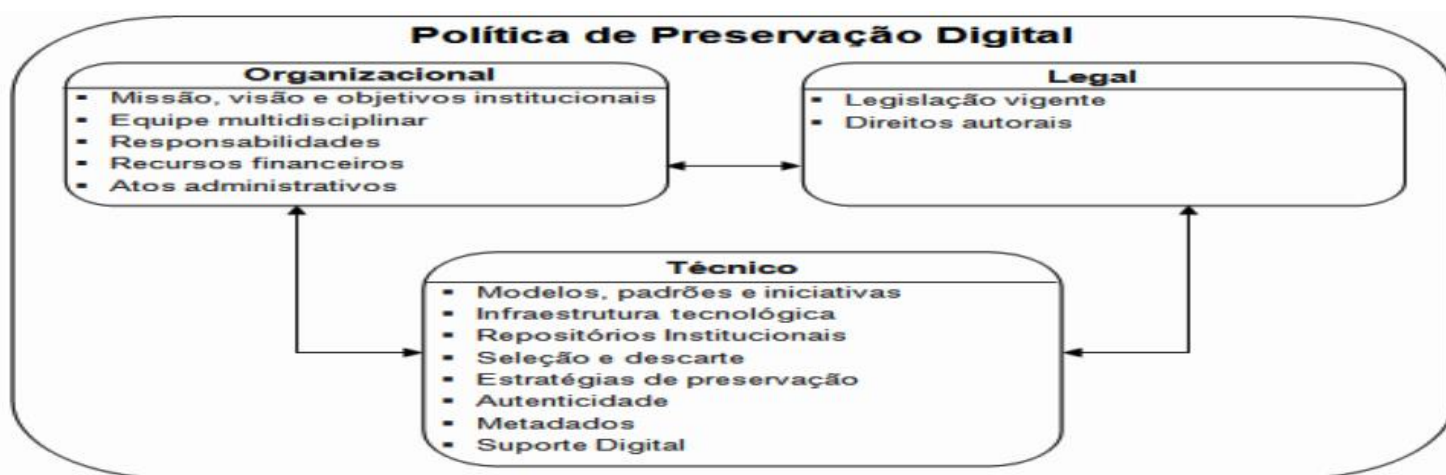 Política de Preservação Digital
Organizacional
▪ Missão, visão e objetivos institucionais
▪ Equipe multidisciplinar
▪ Responsabilidades
▪ Recursos financeiros
▪ Atos administrativos
Legal
▪ Legislação vigente
▪ Direitos autorais
Técnico
▪ Modelos, padrões e iniciativas
▪ Infraestrutura tecnológica
▪ Repositórios Institucionais
▪ Seleção e descarte
▪ Estratégias de preservação
▪ Autenticidade
▪ Metadados
▪ Suporte Digital